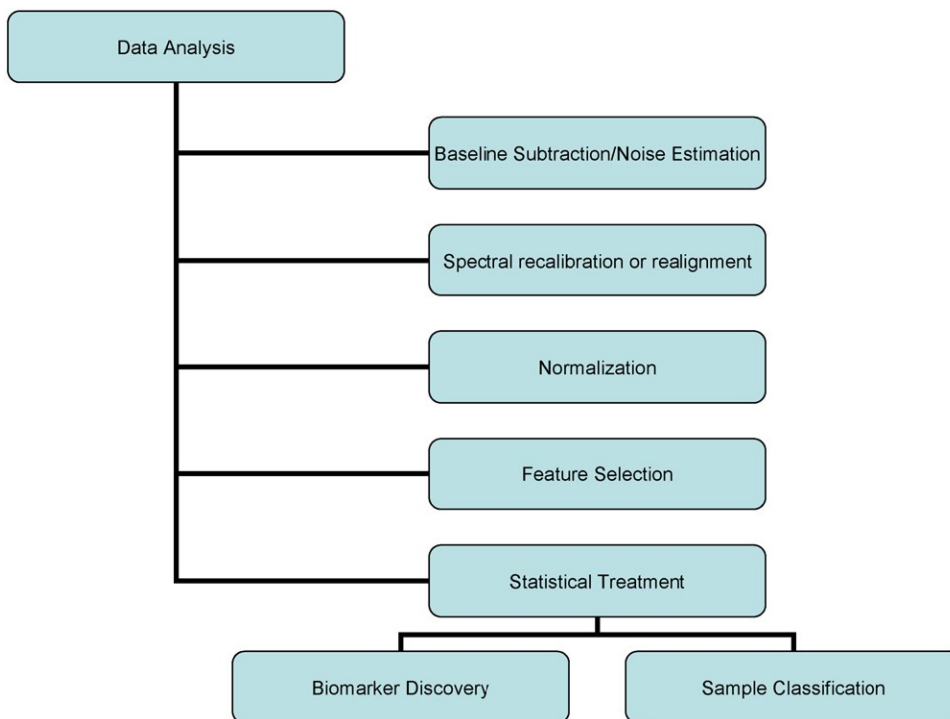 Data Analysis
Baseline Subtraction/Noise Estimation
Spectral recalibration or realignment
Normalization
Feature Selection
Statistical Treatment
Biomarker Discovery
Sample Classification